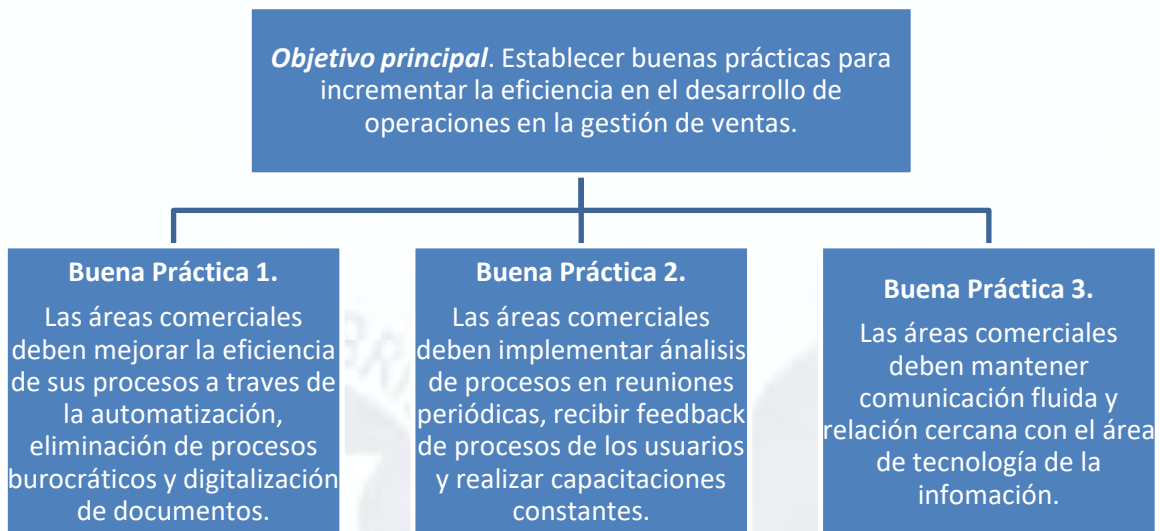 Objetivo principal. Establecer buenas prácticas para
incrementar la eficiencia en el desarrollo de
operaciones en la gestión de ventas.
Buena Práctica 1.
Las áreas comerciales
deben mejorar la eficiencia
de sus procesos a traves de
la automatización,
eliminación de procesos
burocráticos y digitalización
de documentos.
Buena Práctica 2.
Las áreas comerciales
deben implementar ánalisis
de procesos en reuniones
periódicas, recibir feedback
de procesos de los usuarios
y realizar capacitaciones
constantes.
Buena Práctica 3.
Las áreas comerciales
deben mantener
comunicación fluida y
relación cercana con el área
de tecnología de la
infomación.